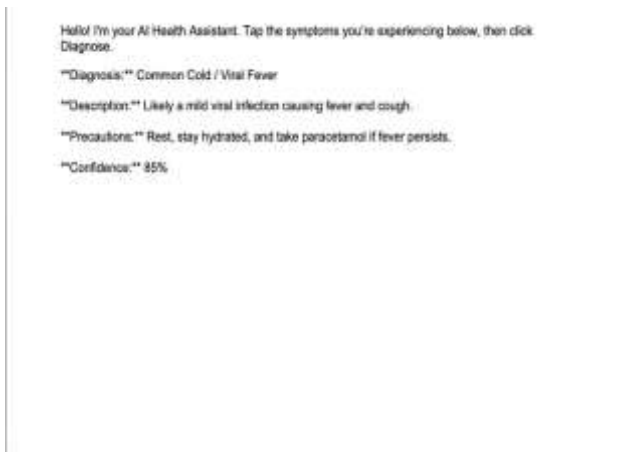 Hello! I'm your AI Health Assistant. Tap the symptoms you're experiencing below, then click
Diagnose.
**Diagnosis:** Common Cold / Viral Fever
**Description:** Likely a mild viral infection causing fever and cough.
**Precautions:** Rest, stay hydrated, and take paracetamol if fever persists.
**Confidence:** 85%